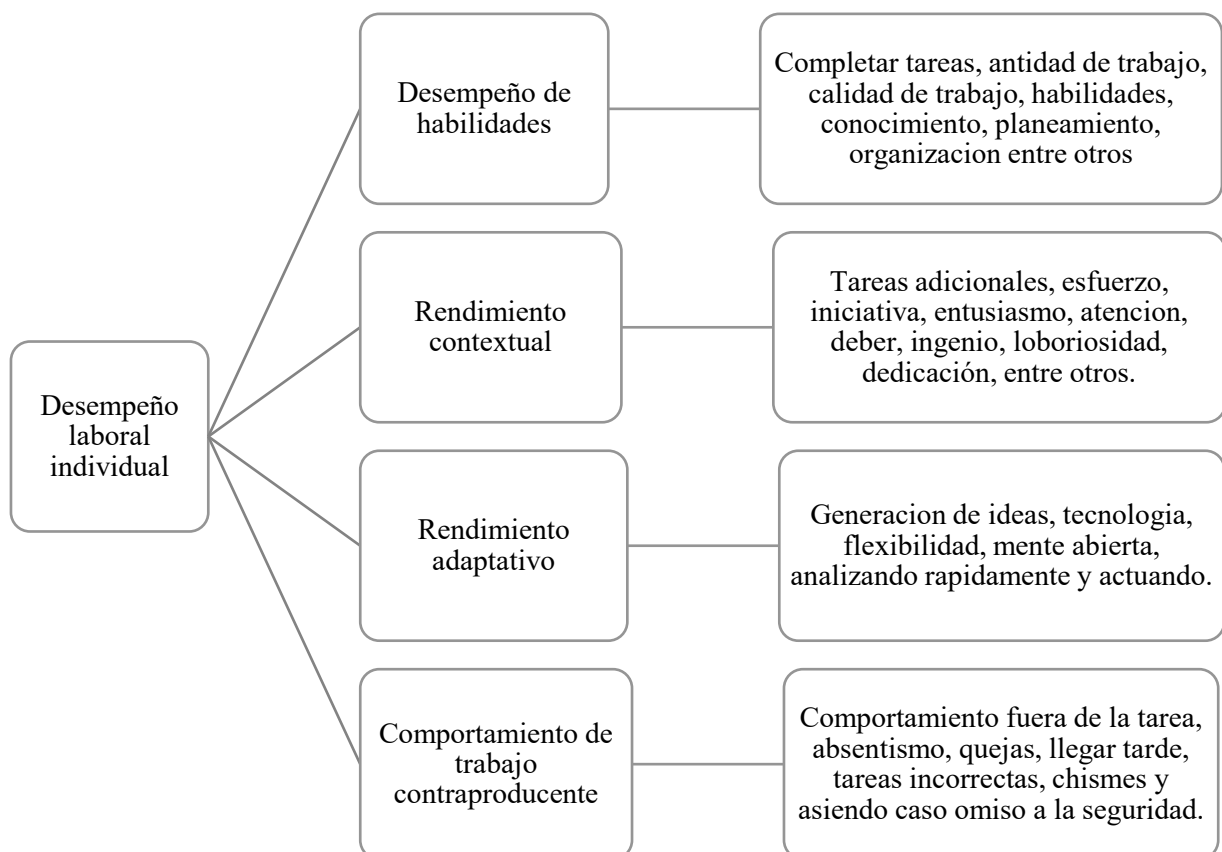 Desempeño
laboral
individual
Desempeño de
habilidades
Completar tareas, antidad de trabajo,
calidad de trabajo, habilidades,
conocimiento, planeamiento,
organizacion entre otros
Rendimiento
contextual
Tareas adicionales, esfuerzo,
iniciativa, entusiasmo, atencion,
deber, ingenio, loboriosidad,
dedicación, entre otros.
Rendimiento
adaptativo
Generacion de ideas, tecnologia,
flexibilidad, mente abierta,
analizando rapidamente y actuando.
Comportamiento de
trabajo
contraproducente
Comportamiento fuera de la tarea,
absentismo, quejas, llegar tarde,
tareas incorrectas, chismes y
asiendo caso omiso a la seguridad.